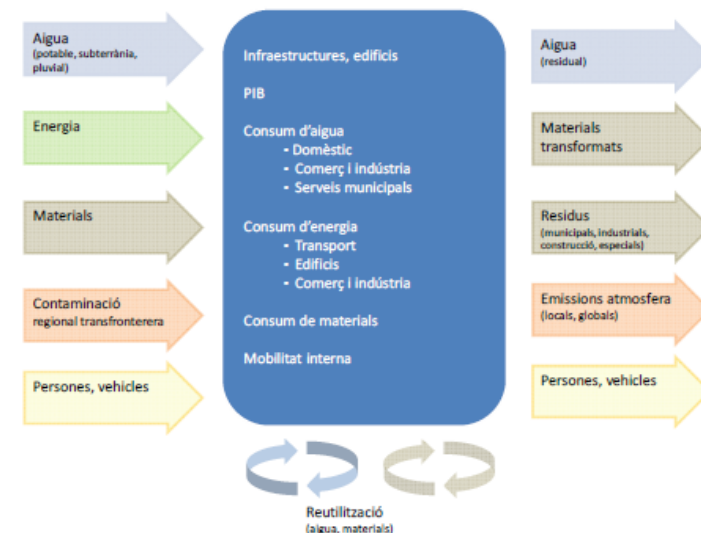 Aigua
(potable, subterrània,
pluvial)
Energia
Materials
Contaminació
regional transfronterera
Persones, vehicles
Infraestructures, edificis
PIB
Consum d'aigua
- Domèstic
- Comerç i indústria
- Serveis municipals
Consum d'energia
- Transport
- Edificis
- Comerç i indústria
Consum de materials
Mobilitat interna
Aigua
(residual)
Materials
transformats
Residus
(municipals, industrials,
construcció, especials)
Emissions atmosfera
(locals, globals)
Persones, vehicles
Reutilització
(aigua, materials)